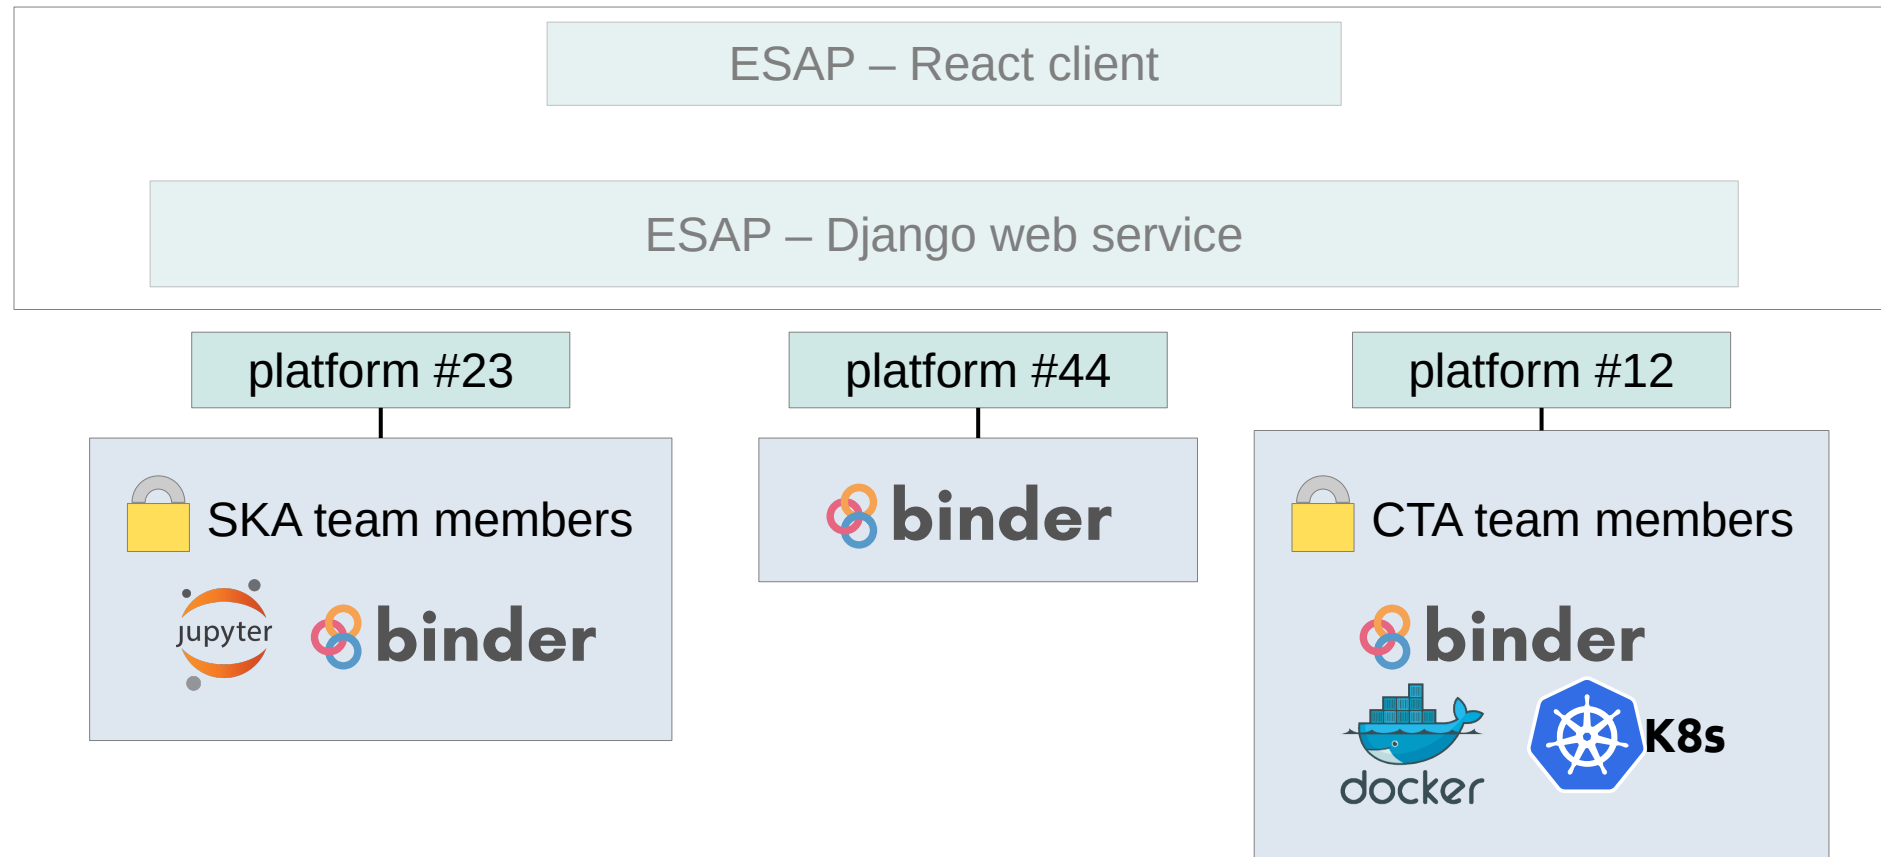 ESAP – React client
ESAP – Django web service
platform #23
platform #44
platform #12
SKA team members
jupyter
binder
binder
CTA team members
binder
docker
K8s